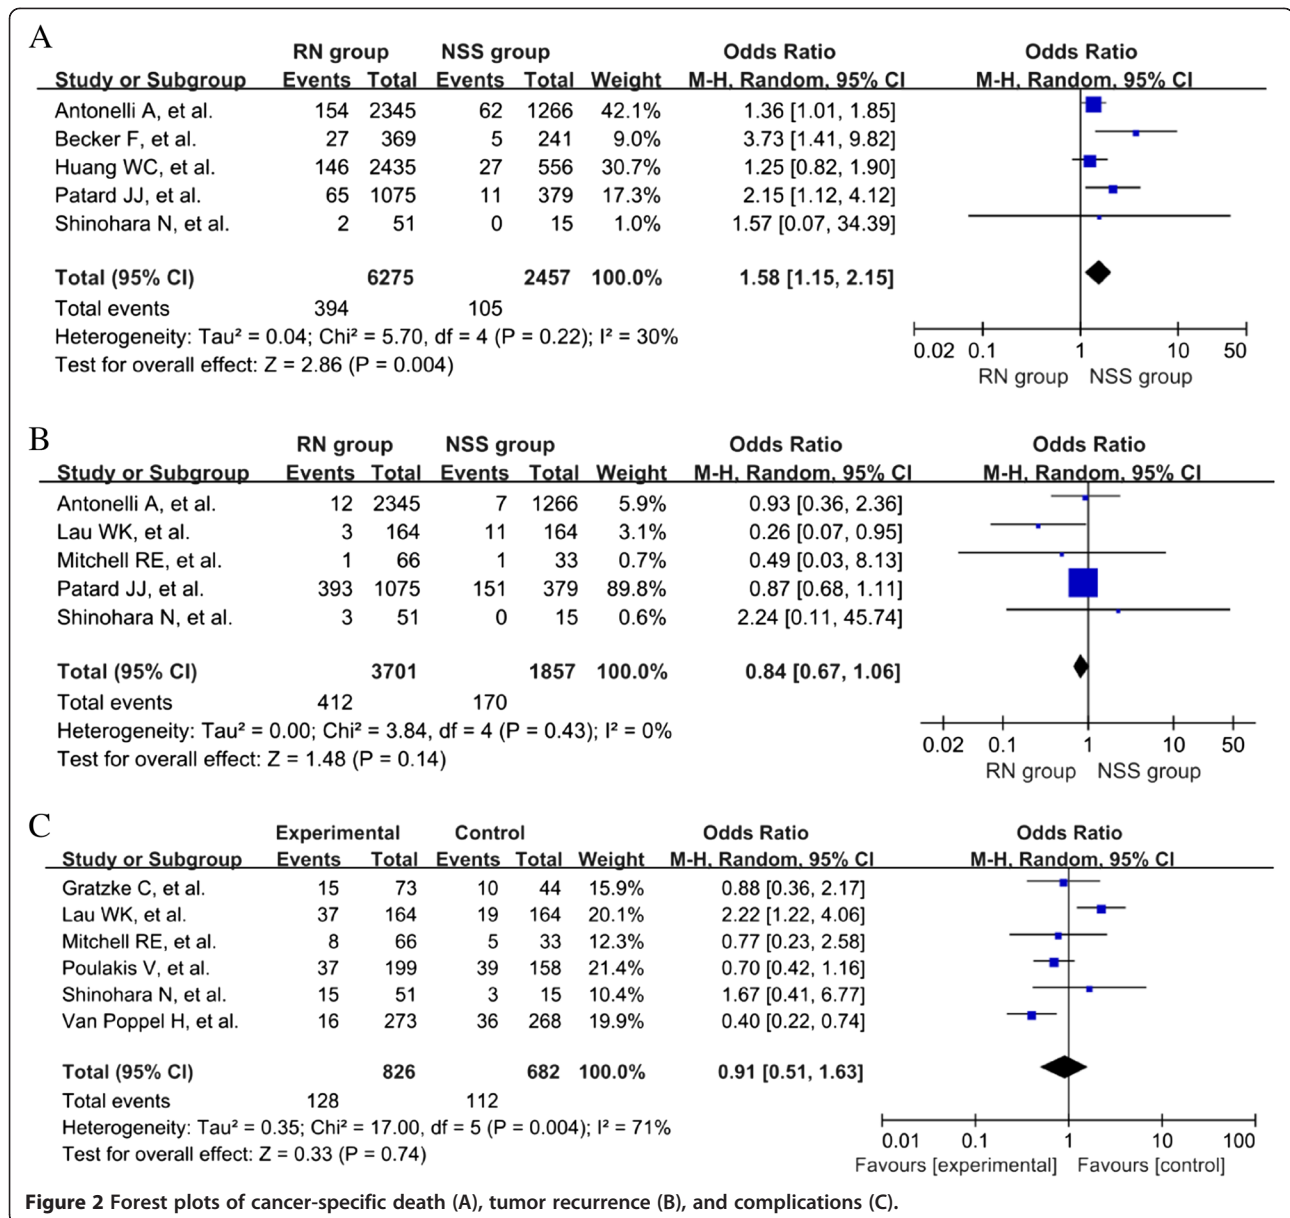 A
RN group NSS group Odds Ratio Odds Ratio
Study or Subgroup Events Total Events Total Weight M-H, Random, 95% CI M-H, Random, 95% CI
Antonelli A, et al. 154 2345 62 1266 42.1% 1.36 [1.01, 1.85]
Becker F, et al. 27 369 5 241 9.0% 3.73 [1.41, 9.82]
Huang WC, et al. 146 2435 27 556 30.7% 1.25 [0.82, 1.90]
Patard JJ, et al. 65 1075 11 379 17.3% 2.15 [1.12, 4.12]
Shinohara N, et al. 2 51 0 15 1.0% 1.57 [0.07, 34.39]
Total (95% CI) 6275 2457 100.0% 1.58 [1.15, 2.15]
Total events 394 105
Heterogeneity: Tau² = 0.04; Chi² = 5.70, df = 4 (P = 0.22); I² = 30%
Test for overall effect: Z = 2.86 (P = 0.004)
0.02 0.1 1 10 50
RN group NSS group
B
RN group NSS group Odds Ratio Odds Ratio
Study or Subgroup Events Total Events Total Weight M-H, Random, 95% CI M-H, Random, 95% CI
Antonelli A, et al. 12 2345 7 1266 5.9% 0.93 [0.36, 2.36]
Lau WK, et al. 3 164 11 164 3.1% 0.26 [0.07, 0.95]
Mitchell RE, et al. 1 66 1 33 0.7% 0.49 [0.03, 8.13]
Patard JJ, et al. 393 1075 151 379 89.8% 0.87 [0.68, 1.11]
Shinohara N, et al. 3 51 0 15 0.6% 2.24 [0.11, 45.74]
Total (95% CI) 3701 1857 100.0% 0.84 [0.67, 1.06]
Total events 412 170
Heterogeneity: Tau² = 0.00; Chi² = 3.84, df = 4 (P = 0.43); I² = 0%
Test for overall effect: Z = 1.48 (P = 0.14)
0.02 0.1 1 10 50
RN group NSS group
C
Experimental Control Odds Ratio Odds Ratio
Study or Subgroup Events Total Events Total Weight M-H, Random, 95% CI M-H, Random, 95% CI
Gratzke C, et al. 15 73 10 44 15.9% 0.88 [0.36, 2.17]
Lau WK, et al. 37 164 19 164 20.1% 2.22 [1.22, 4.06]
Mitchell RE, et al. 8 66 5 33 12.3% 0.77 [0.23, 2.58]
Poulakis V, et al. 37 199 39 158 21.4% 0.70 [0.42, 1.16]
Shinohara N, et al. 15 51 3 15 10.4% 1.67 [0.41, 6.77]
Van Poppel H, et al. 16 273 36 268 19.9% 0.40 [0.22, 0.74]
Total (95% CI) 826 682 100.0% 0.91 [0.51, 1.63]
Total events 128 112
Heterogeneity: Tau² = 0.35; Chi² = 17.00, df = 5 (P = 0.004); I² = 71%
Test for overall effect: Z = 0.33 (P = 0.74)
0.01 0.1 1 10 100
Favours [experimental] Favours [control]
Figure 2 Forest plots of cancer-specific death (A), tumor recurrence (B), and complications (C).